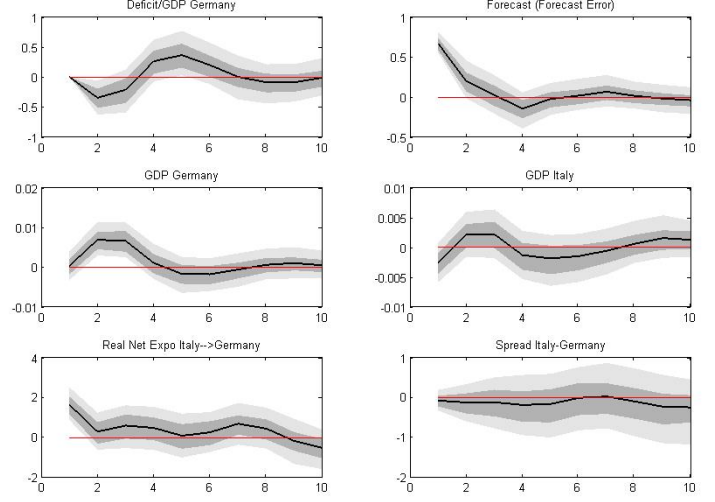 Deficit/GDP Germany
1
0.5
0
-0.5
-1
0 2 4 6 8 10
Forecast (Forecast Error)
1
0.5
0
-0.5
0 2 4 6 8 10
GDP Germany
0.02
0.01
0
-0.01
0 2 4 6 8 10
GDP Italy
0.01
0.005
0
-0.005
-0.01
0 2 4 6 8 10
Real Net Expo Italy-->Germany
4
2
0
-2
0 2 4 6 8 10
Spread Italy-Germany
1
0
-1
-2
0 2 4 6 8 10